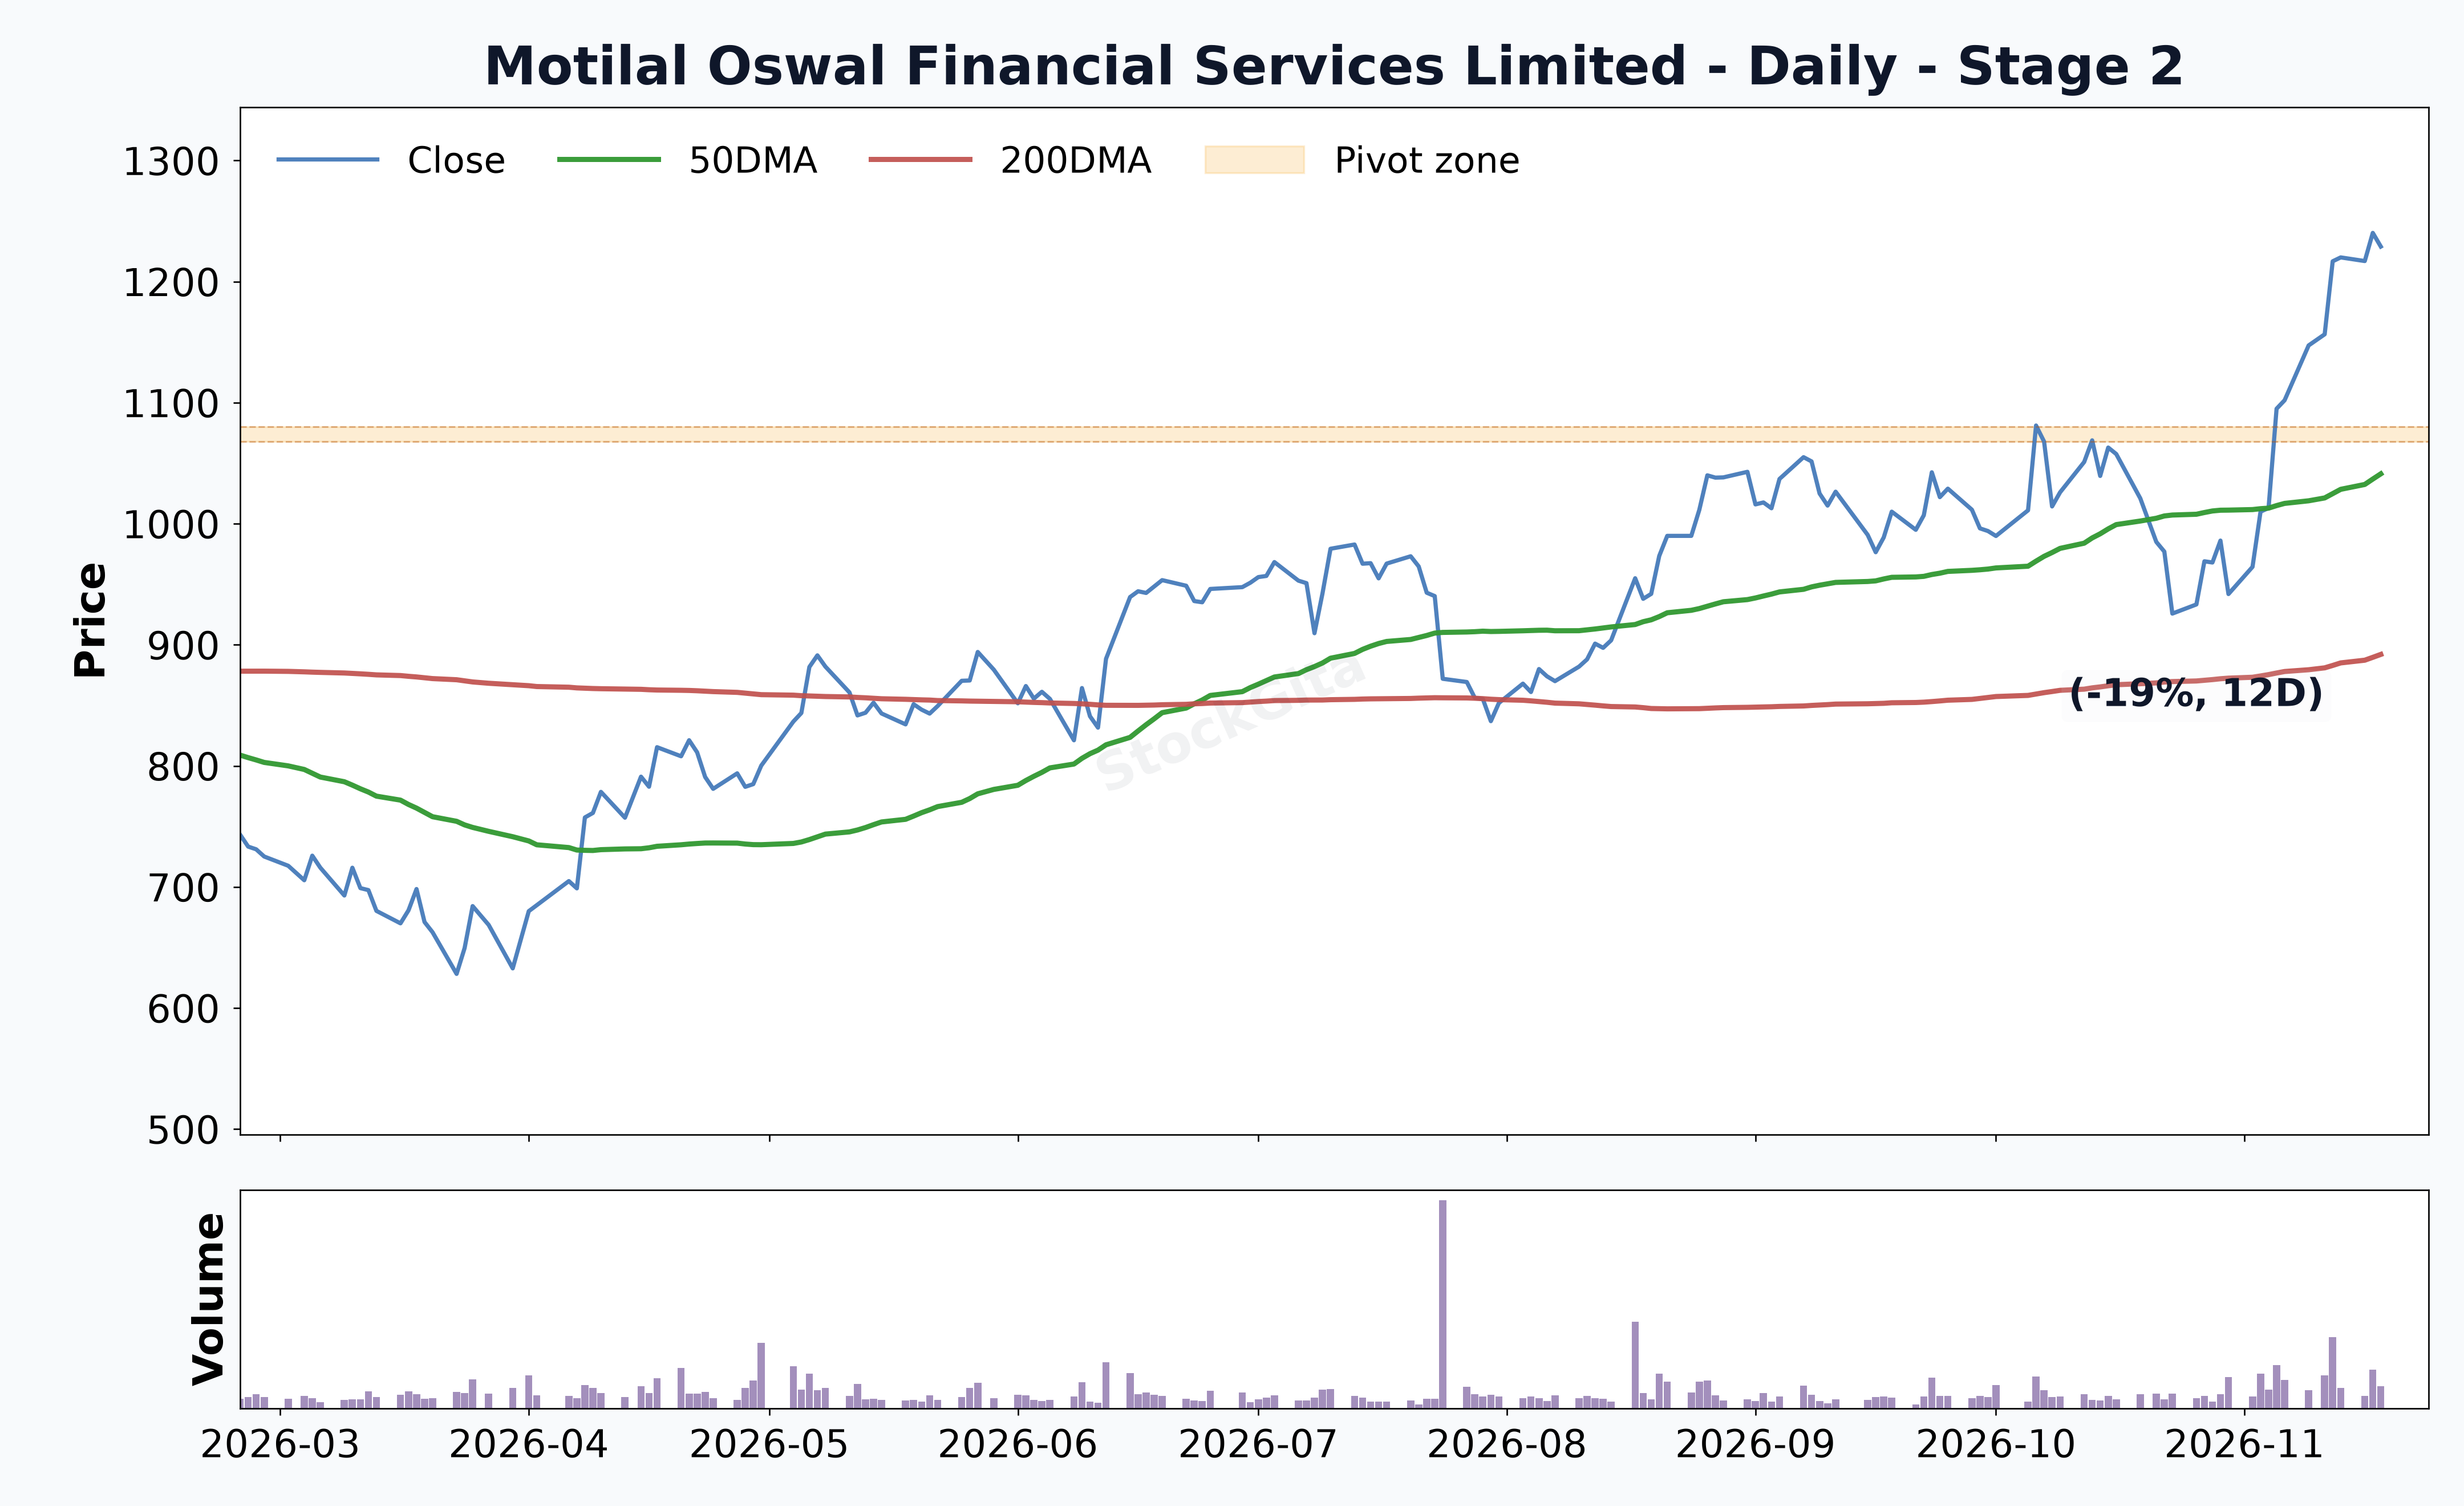 Motilal Oswal Financial Services Limited - Daily - Stage 2
Close 50DMA 200DMA Pivot zone
Price
1300
1200
1100
1000
900
800
700
600
500
StockGita
(-19%, 12D)
Volume
2026-03 2026-04 2026-05 2026-06 2026-07 2026-08 2026-09 2026-10 2026-11